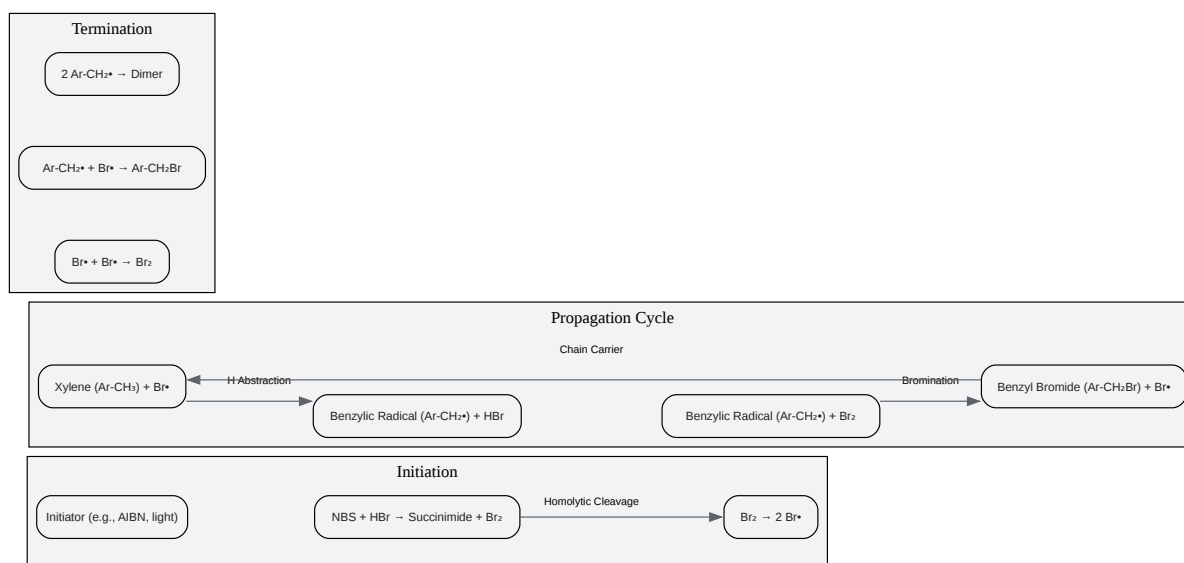 Termination
2 Ar-CH₂• → Dimer
Ar-CH₂• + Br• → Ar-CH₂Br
Br• + Br• → Br₂
Propagation Cycle
Chain Carrier
Xylene (Ar-CH₃) + Br•
H Abstraction
Bromination
Benzyl Bromide (Ar-CH₂Br) + Br•
Benzylic Radical (Ar-CH₂•) + HBr
Benzylic Radical (Ar-CH₂•) + Br₂
Initiation
Initiator (e.g., AIBN, light)
NBS + HBr → Succinimide + Br₂
Homolytic Cleavage
Br₂ → 2 Br•